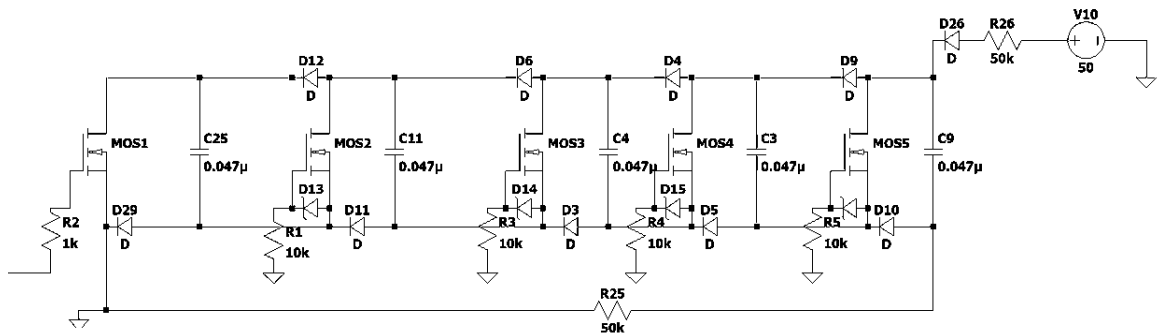 D26
D
R26
50k
V10
50
D12
D
D6
D
D4
D
D9
D
MOS1
C25
0.047µ
MOS2
C11
0.047µ
MOS3
C4
0.047µ
MOS4
C3
0.047µ
MOS5
C9
0.047µ
D13
D14
D15
R2
1k
D29
D
R1
10k
D11
D
R3
10k
D3
D
R4
10k
D5
D
R5
10k
D10
D
R25
50k